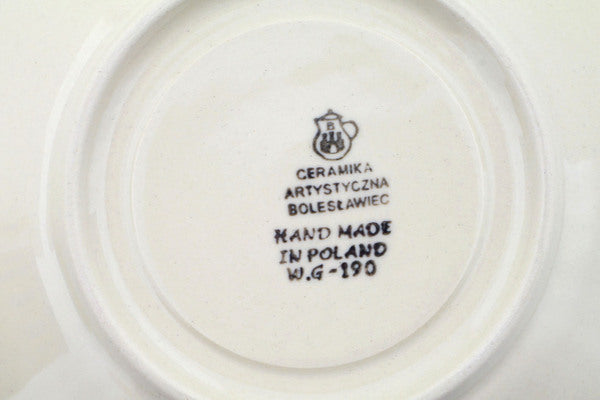 B
CERAMIKA
ARTYSTYCZNA
BOLESŁAWIEC
HAND MADE
IN POLAND
W.G-190